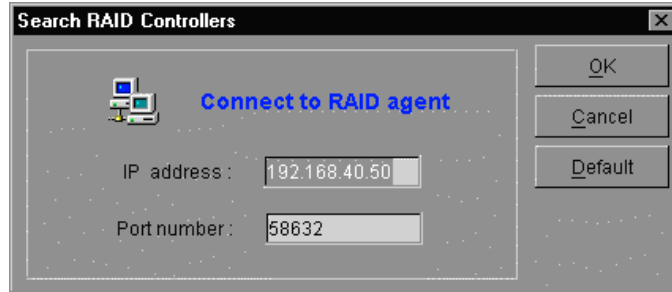 Search RAID Controllers
Connect to RAID agent
IP address :
192.168.40.50
Port number :
58632
OK
Cancel
Default